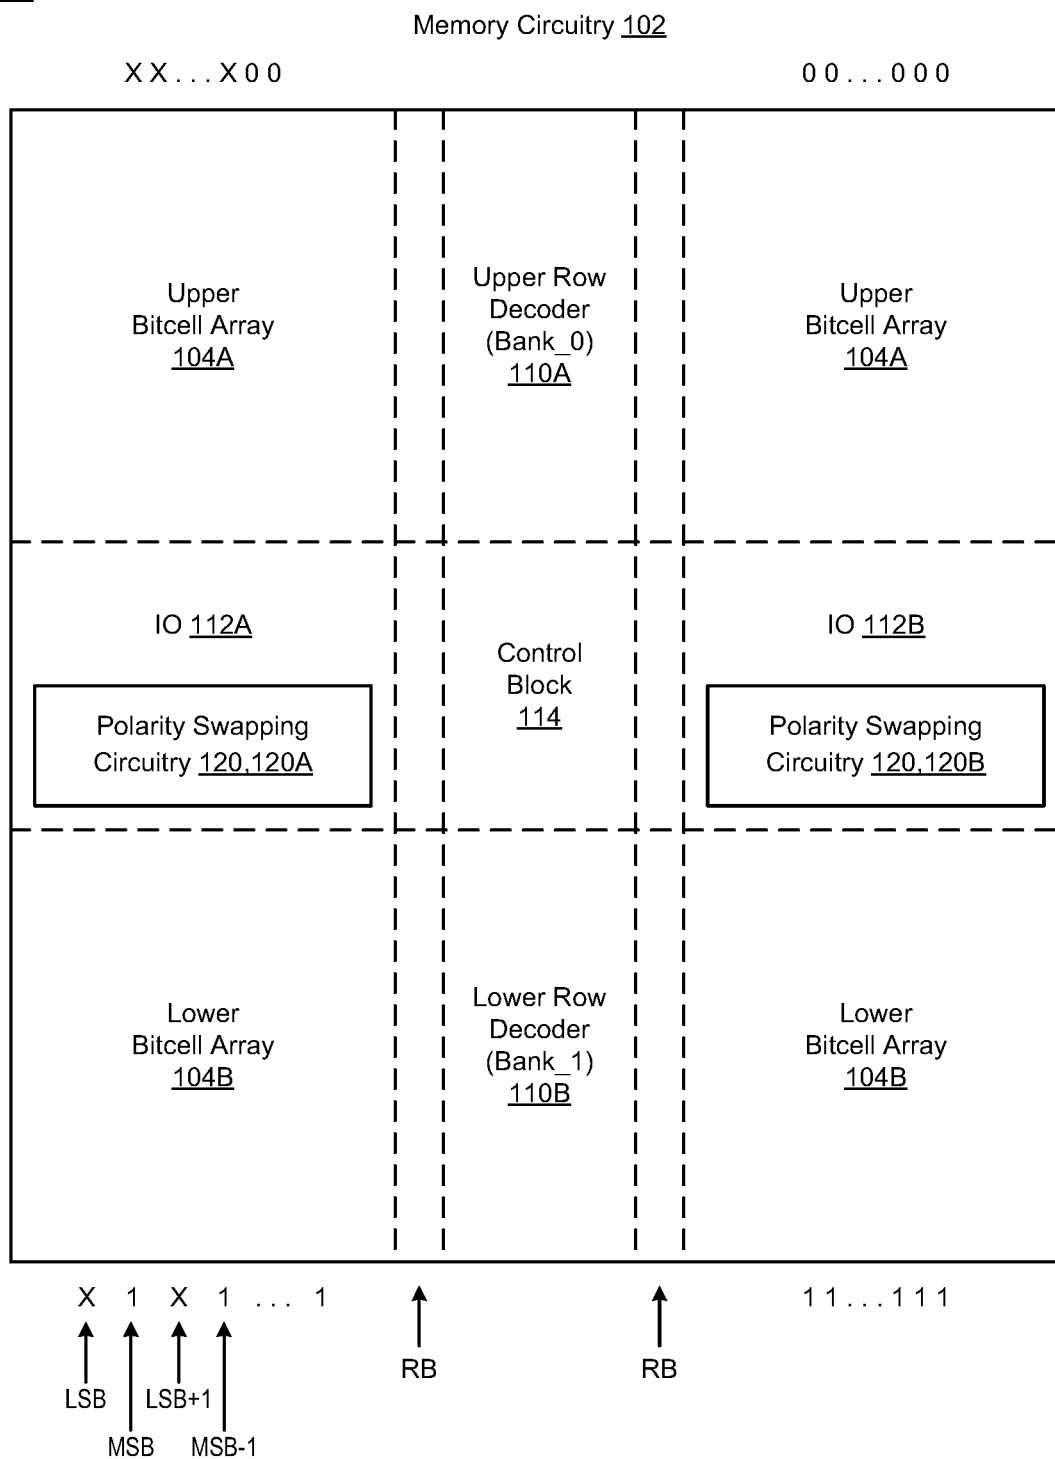 Memory Circuitry 102
XX...X00
00...000
Upper
Bitcell Array
104A
Upper Row
Decoder
(Bank_0)
110A
Upper
Bitcell Array
104A
IO 112A
Polarity Swapping
Circuitry 120,120A
Control
Block
114
IO 112B
Polarity Swapping
Circuitry 120,120B
Lower
Bitcell Array
104B
Lower Row
Decoder
(Bank_1)
110B
Lower
Bitcell Array
104B
X 1 X 1 ... 1
11...111
RB
RB
LSB
LSB+1
MSB
MSB-1